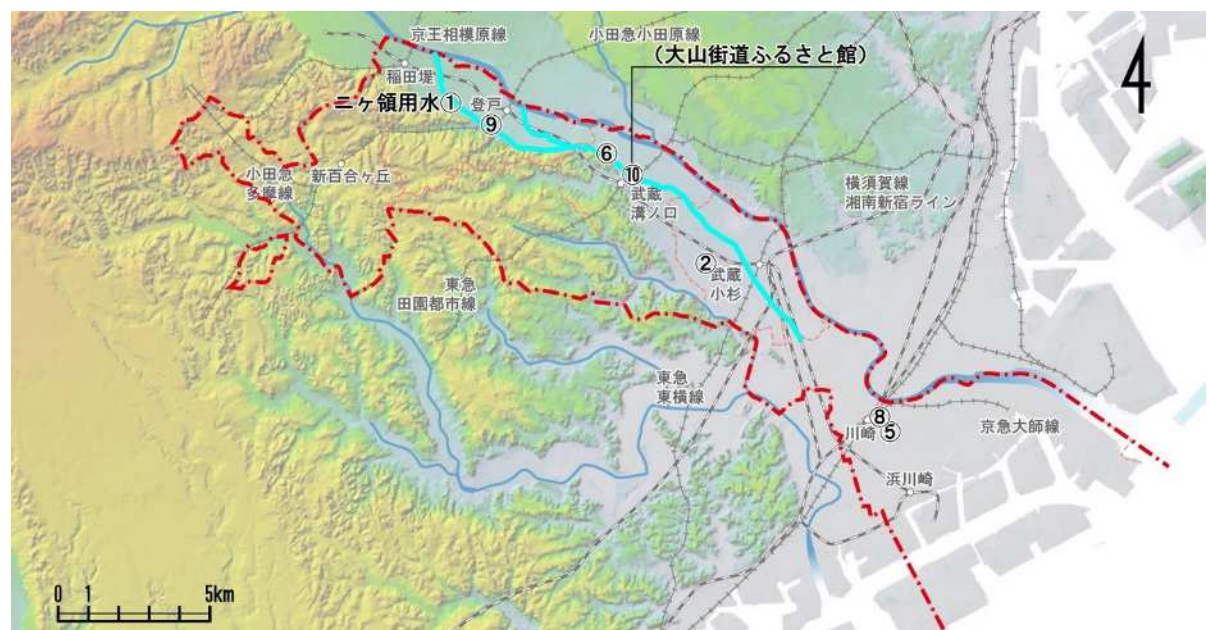 京王相模原線
小田急小田原線
(大山街道ふるさと館)
4
稲田堤
二ヶ領用水①
登戸
⑨
⑥
⑩
小田急
多摩線
新百合ヶ丘
武蔵
溝ノ口
横須賀線
湘南新宿ライン
②
武蔵
小杉
東急
田園都市線
東急
東横線
⑧
川崎
⑤
京急大師線
浜川崎
0 1 5km